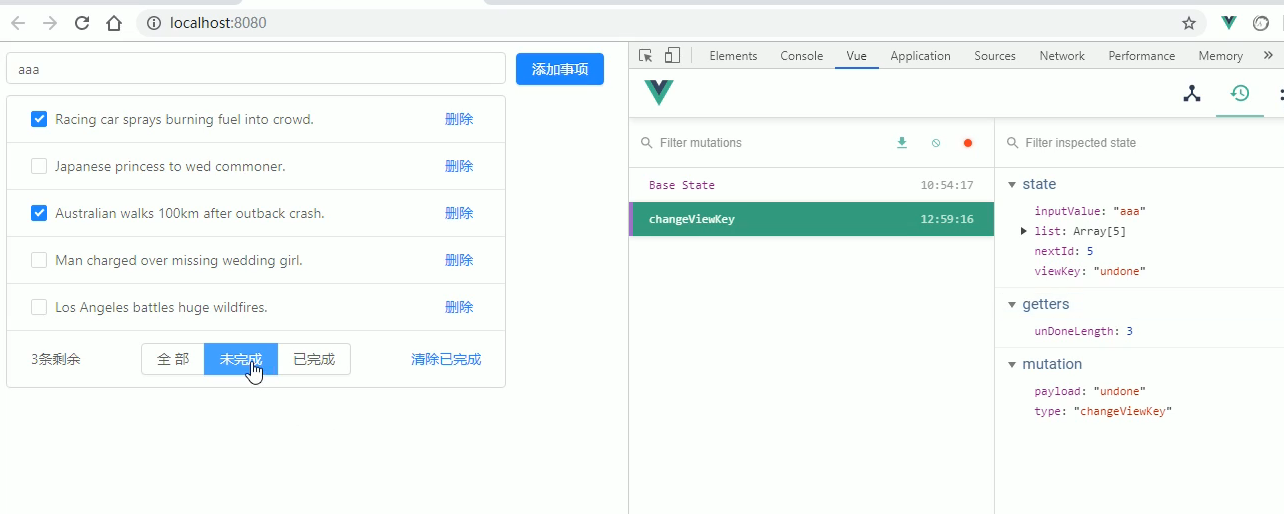 localhost:8080
aaa
添加事项
Racing car sprays burning fuel into crowd.
删除
Japanese princess to wed commoner.
删除
Australian walks 100km after outback crash.
删除
Man charged over missing wedding girl.
删除
Los Angeles battles huge wildfires.
删除
3条剩余
全 部
未完成
已完成
清除已完成
Elements
Console
Vue
Application
Sources
Network
Performance
Memory
»
Filter mutations
Filter inspected state
Base State
10:54:17
changeViewKey
12:59:16
state
inputValue: "aaa"
list: Array[5]
nextId: 5
viewKey: "undone"
getters
unDoneLength: 3
mutation
payload: "undone"
type: "changeViewKey"